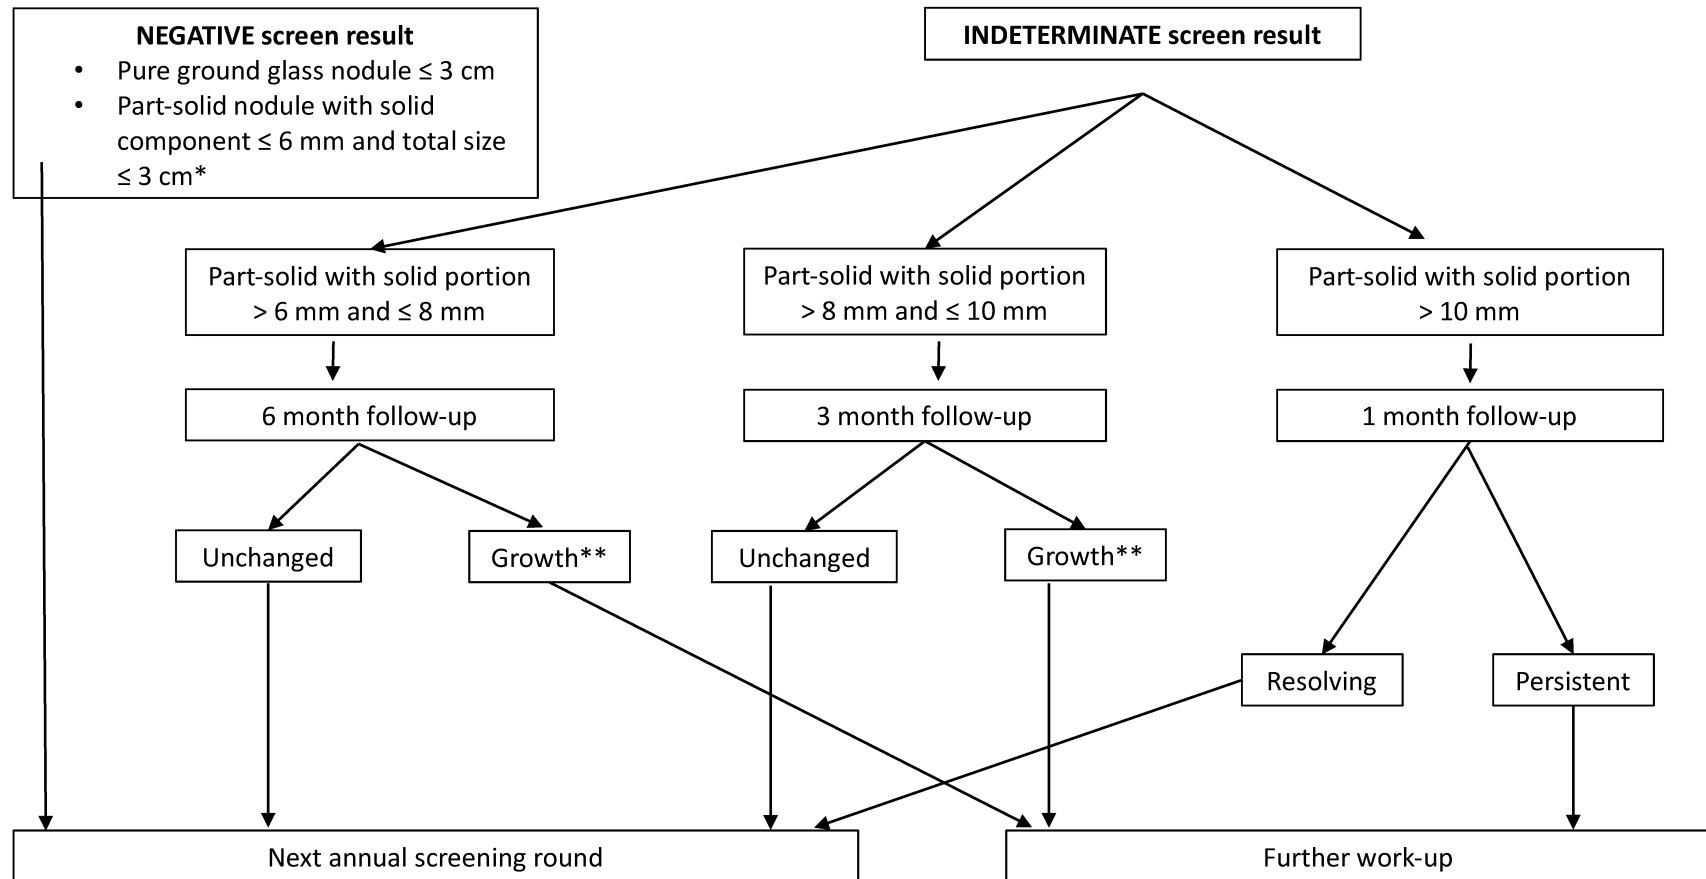 NEGATIVE screen result
• Pure ground glass nodule ≤ 3 cm
• Part-solid nodule with solid
component ≤ 6 mm and total size
≤ 3 cm*
INDETERMINATE screen result
Part-solid with solid portion
> 6 mm and ≤ 8 mm
Part-solid with solid portion
> 8 mm and ≤ 10 mm
Part-solid with solid portion
> 10 mm
6 month follow-up
3 month follow-up
1 month follow-up
Unchanged
Growth**
Unchanged
Growth**
Resolving
Persistent
Next annual screening round
Further work-up